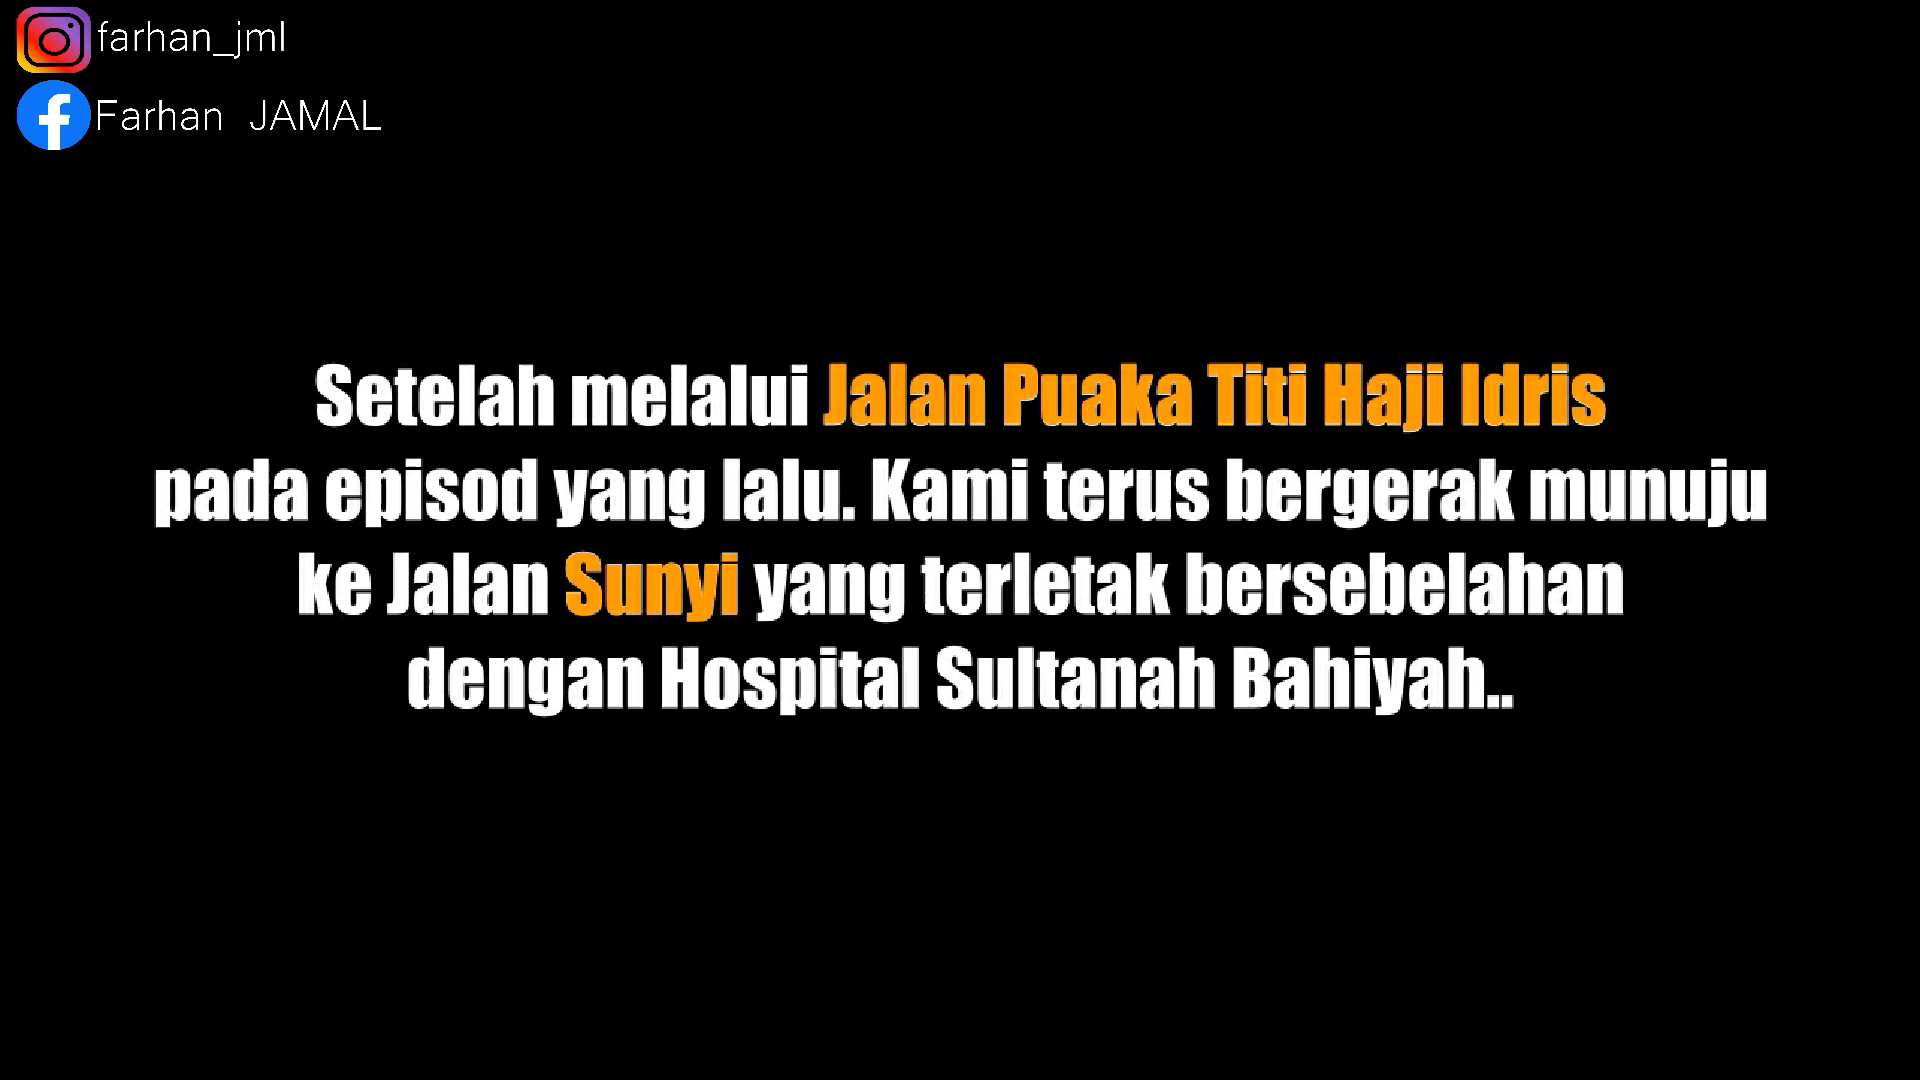 farhan_jml
Farhan JAMAL
Setelah melalui Jalan Puaka Titi Haji Idris
pada episod yang lalu. Kami terus bergerak munuju
ke Jalan Sunyi yang terletak bersebelahan
dengan Hospital Sultanah Bahiyah..